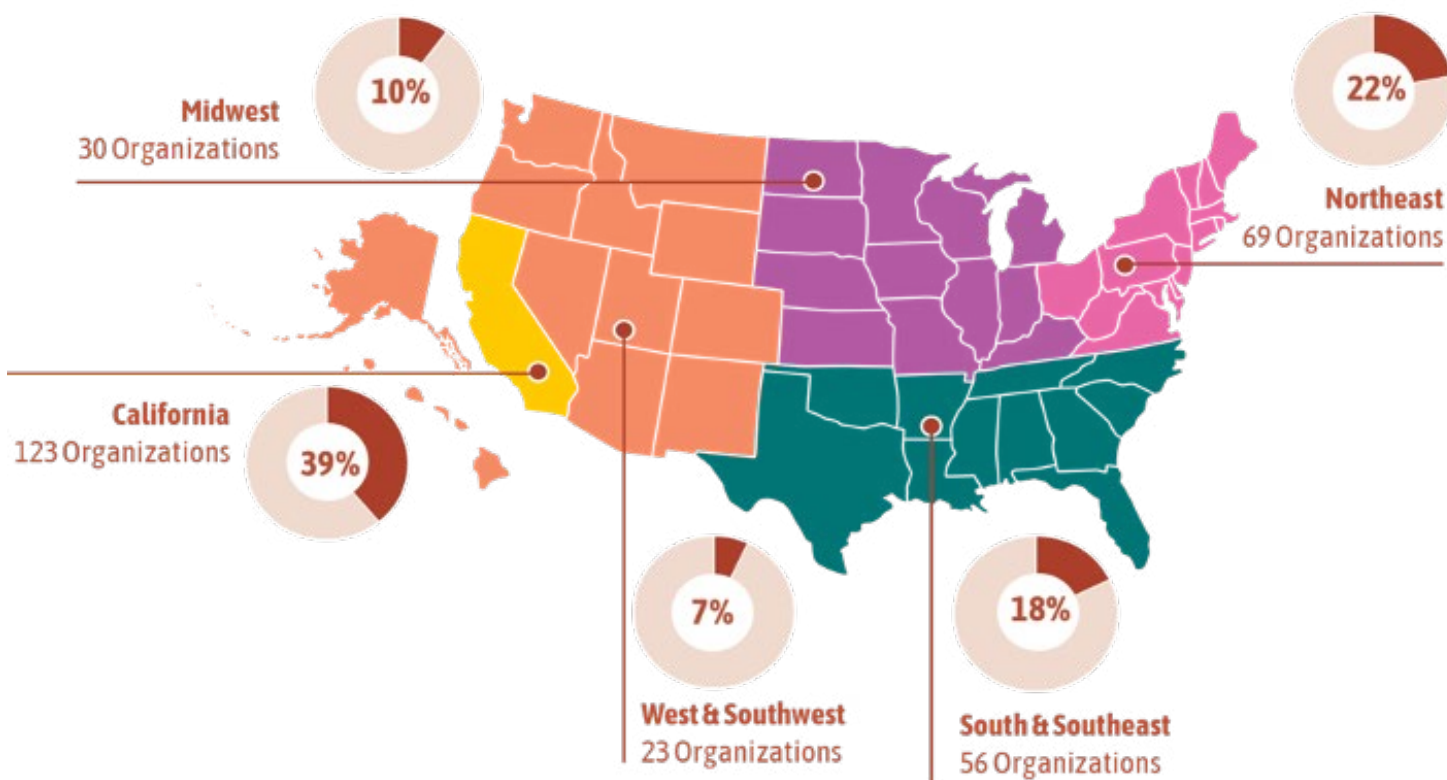 10%
Midwest
30 Organizations
22%
Northeast
69 Organizations
California
123 Organizations
39%
7%
West & Southwest
23 Organizations
18%
South & Southeast
56 Organizations